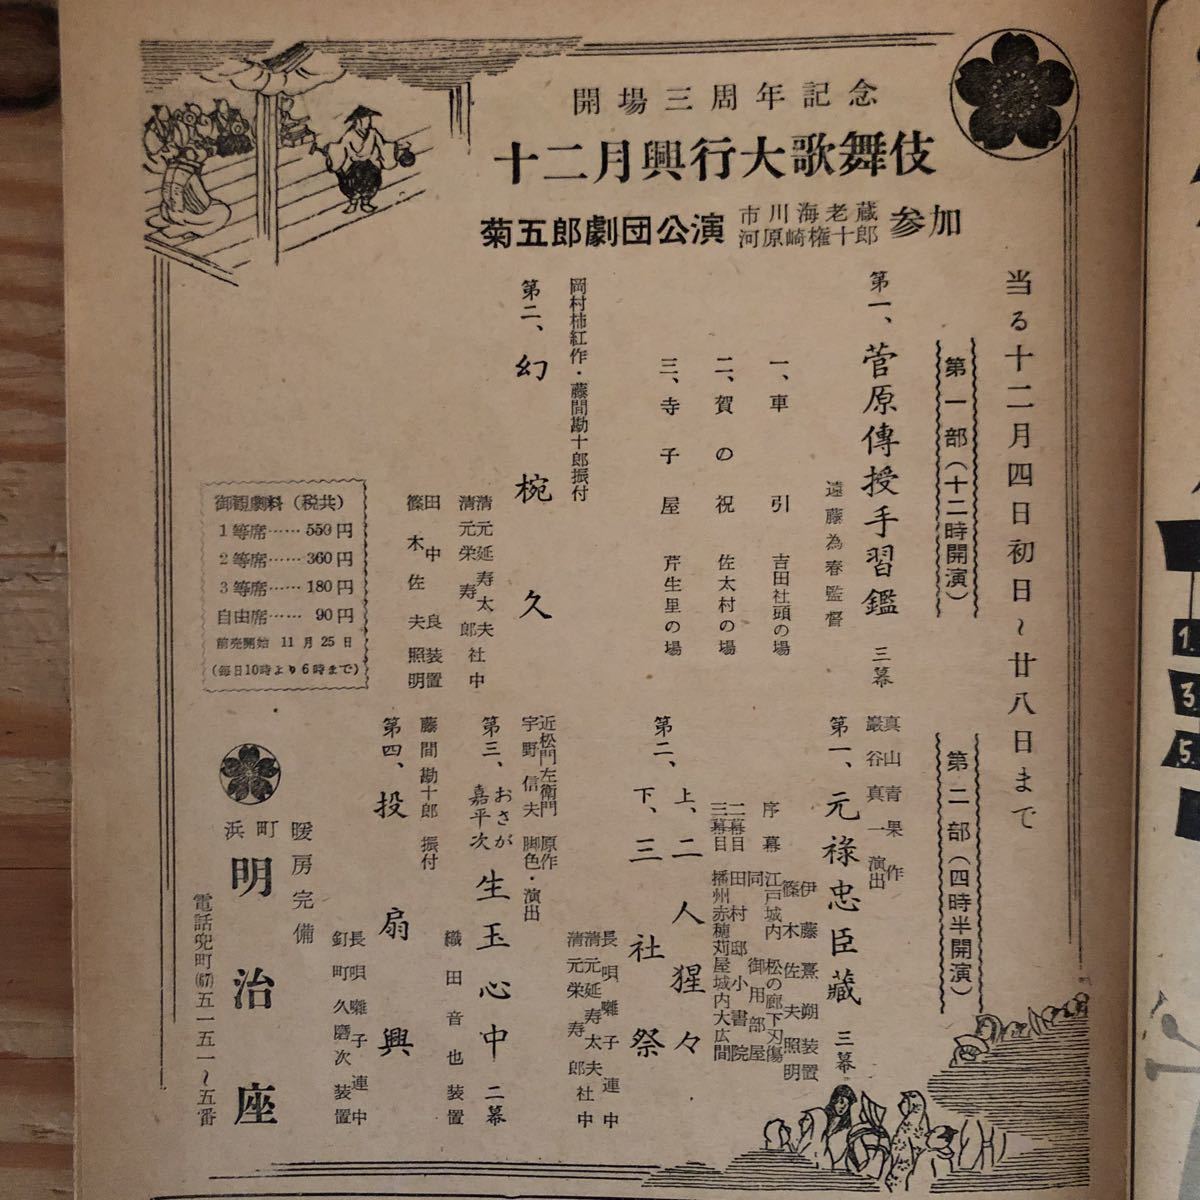 開場三周年記念
十二月興行大歌舞伎
菊五郎劇団公演 市川海老蔵 河原崎権十郎 参加
当る十二月四日初日〜廿八日まで
第一部(十二時開演)
第一、菅原傳授手習鑑 三幕
遠藤為春監督
一、車引 吉田社頭の場
二、賀の祝 佐太村の場
三、寺子屋 芹生里の場
岡村柿紅作・藤間勘十郎振付
第二、幻椀久
清元延寿太夫社中
清元栄寿郎
田中良装置
篠木佐夫照明
第二部(四時半開演)
真山青果作
巖谷真一演出
第一、元祿忠臣藏 三幕
伊藤熹朔装置
篠木佐夫照明
序幕 江戸城内 松の廊下刃傷
同 御用部屋
二幕目 田村邸小書院
三幕目 播州赤穂苅屋城内大広間
第二、上、二人猩々
下、三社祭
長唄囃子連中
清元延寿太夫社中
清元栄寿郎
近松門左衛門原作
宇野信夫脚色・演出
第三、おさが嘉平次 生玉心中 二幕
織田音也装置
藤間勘十郎振付
第四、投扇興
長唄囃子連中
釘町久磨次装置
御観劇料(税共)
1等席……550円
2等席……360円
3等席……180円
自由席……90円
前売開始 11月25日
(毎日10時より6時まで)
暖房完備
浜町
明治座
電話兜町(67)五一五一〜五番
1.
3.
5.